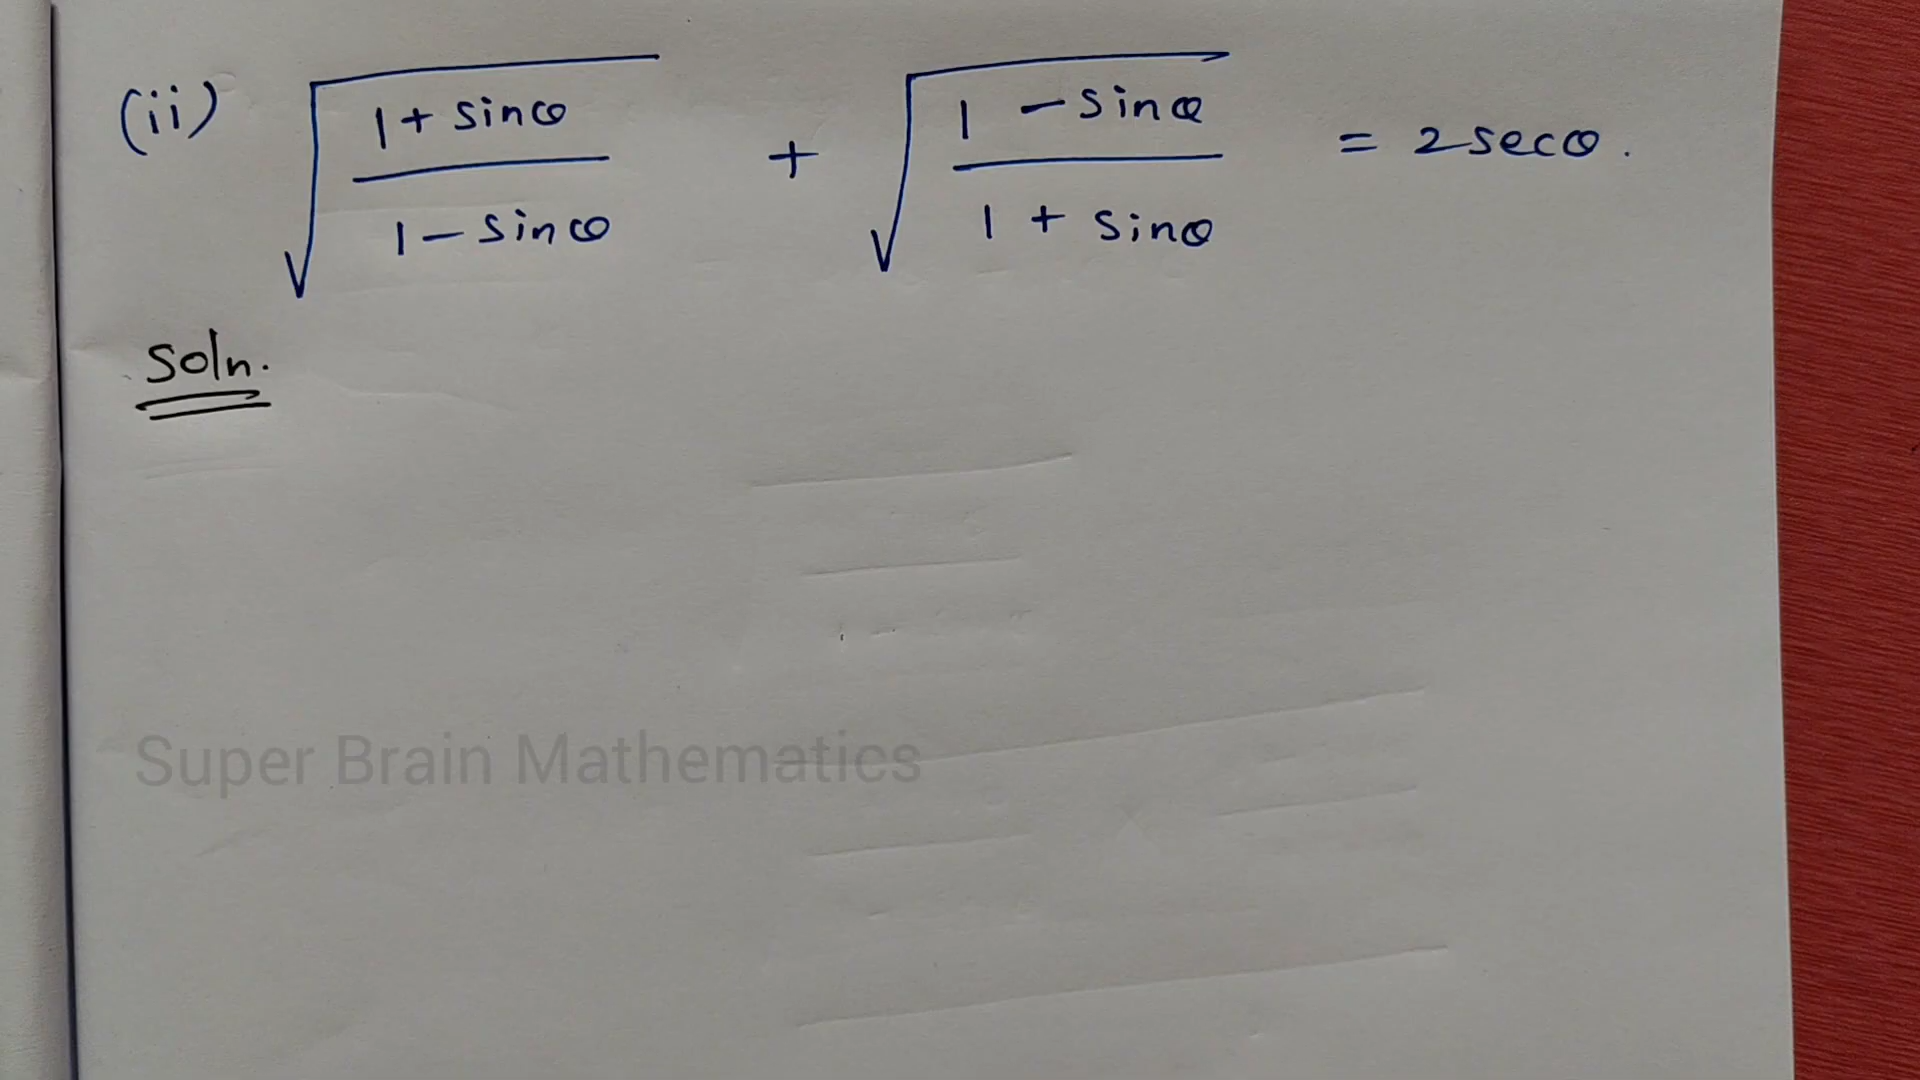 (ii) √(1 + sinθ / 1 - sinθ) + √(1 - sinθ / 1 + sinθ) = 2secθ.
Soln.
Super Brain Mathematics